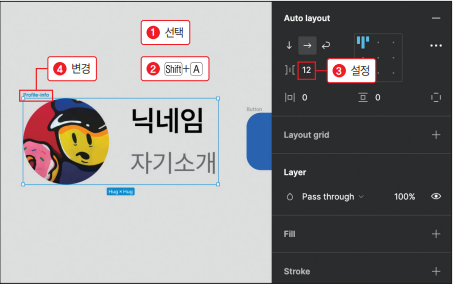 1 선택
4 변경
2 Shift+A
Profile-info
닉네임
자기소개
Hug × Hug
Button
Auto layout
12
3 설정
0
0
Layout grid
Layer
Pass through
100%
Fill
Stroke